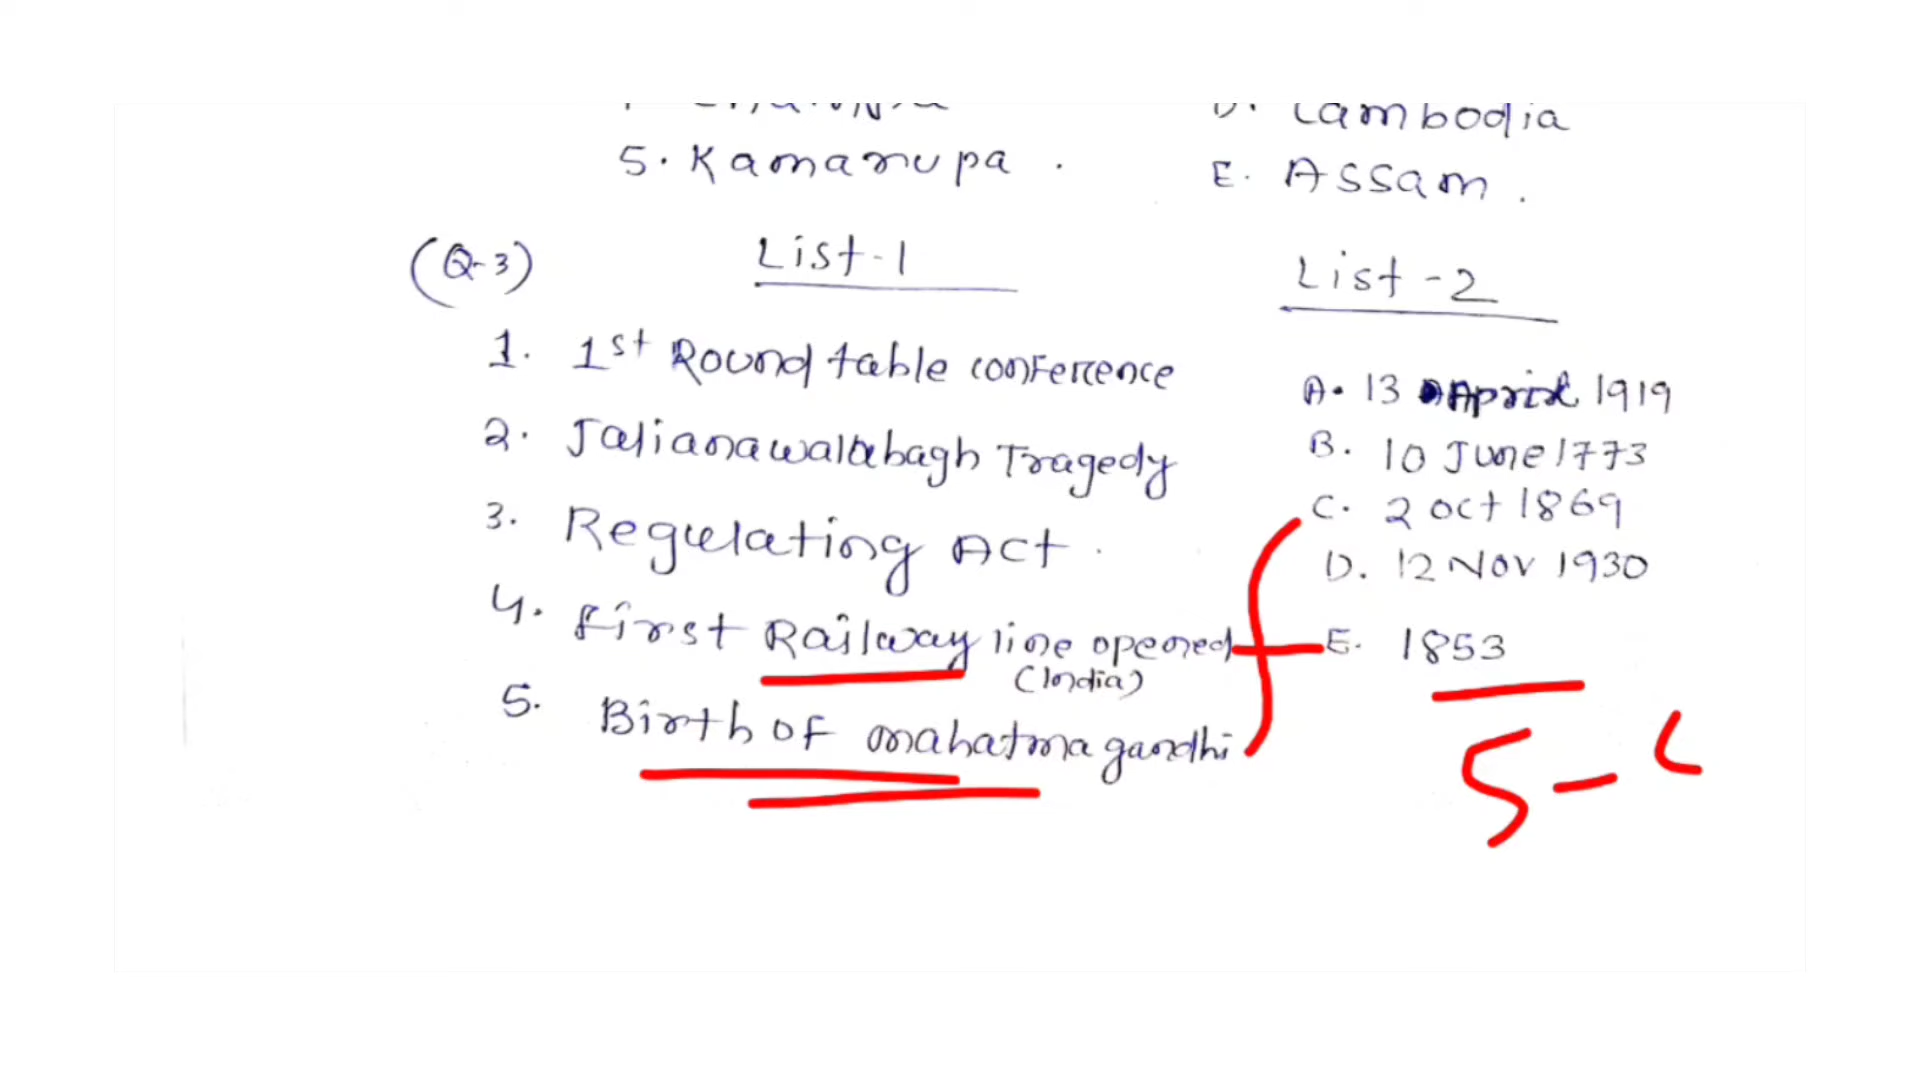 D. Cambodia
5. Kamarupa .
E. Assam .
(Q-3)
List-1
List-2
1. 1st Round table conference
2. Jalianawalabagh Tragedy
3. Regulating Act .
4. First Railway line opened
(India)
5. Birth of mahatma gandhi
A. 13 April 1919
B. 10 June 1773
C. 2 oct 1869
D. 12 Nov 1930
E. 1853
5 -